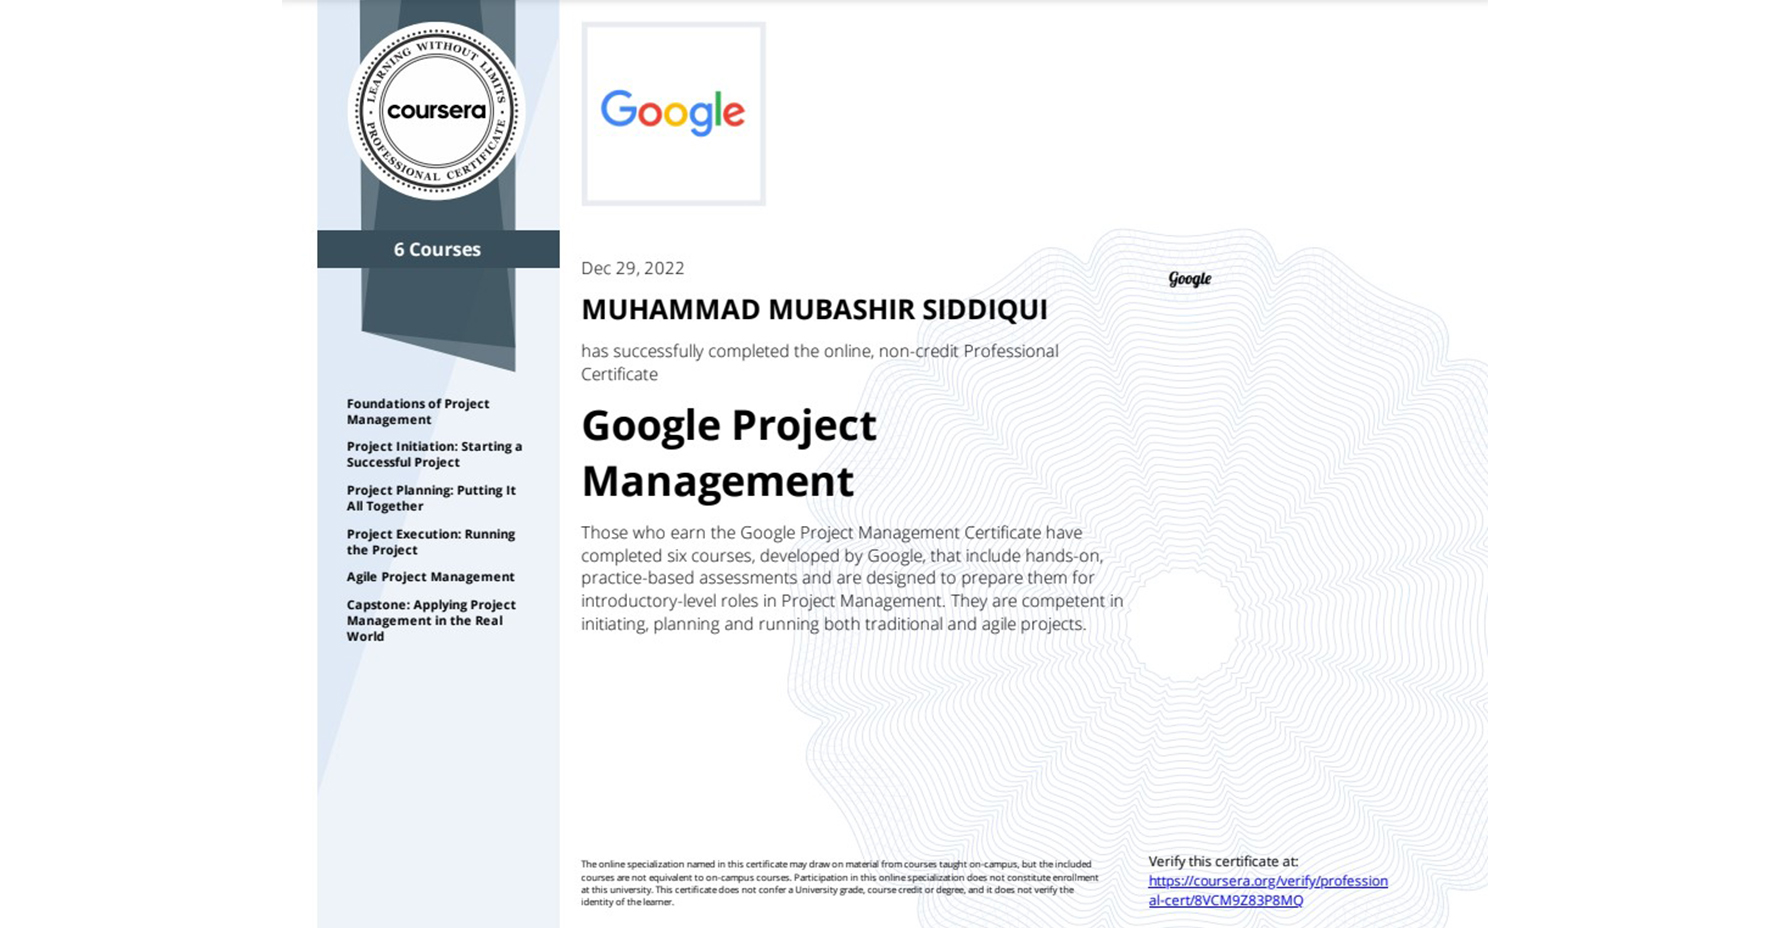 LEARNING WITHOUT LIMITS
coursera
PROFESSIONAL CERTIFICATE
6 Courses
Foundations of Project
Management
Project Initiation: Starting a
Successful Project
Project Planning: Putting It
All Together
Project Execution: Running
the Project
Agile Project Management
Capstone: Applying Project
Management in the Real
World
Google
Dec 29, 2022
Google
MUHAMMAD MUBASHIR SIDDIQUI
has successfully completed the online, non-credit Professional
Certificate
Google Project
Management
Those who earn the Google Project Management Certificate have
completed six courses, developed by Google, that include hands-on,
practice-based assessments and are designed to prepare them for
introductory-level roles in Project Management. They are competent in
initiating, planning and running both traditional and agile projects.
The online specialization named in this certificate may draw on material from courses taught on-campus, but the included
courses are not equivalent to on-campus courses. Participation in this online specialization does not constitute enrollment
at this university. This certificate does not confer a University grade, course credit or degree, and it does not verify the
identity of the learner.
Verify this certificate at:
https://coursera.org/verify/profession
al-cert/8VCM9Z83P8MQ